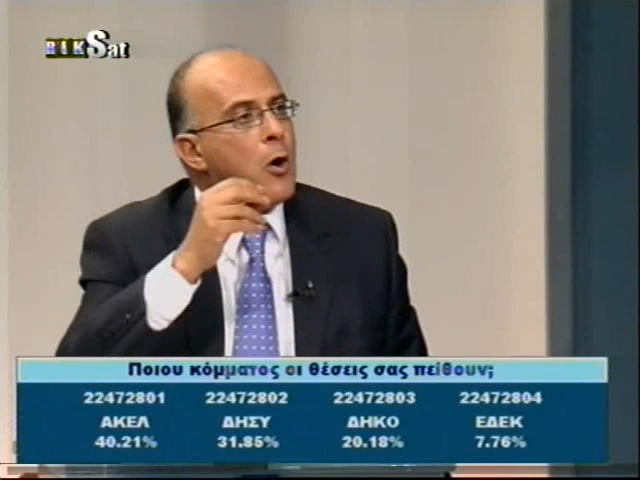 RIKSat
Ποιου κόμματος οι θέσεις σας πείθουν;
22472801 22472802 22472803 22472804
ΑΚΕΛ ΔΗΣΥ ΔΗΚΟ ΕΔΕΚ
40.21% 31.85% 20.18% 7.76%